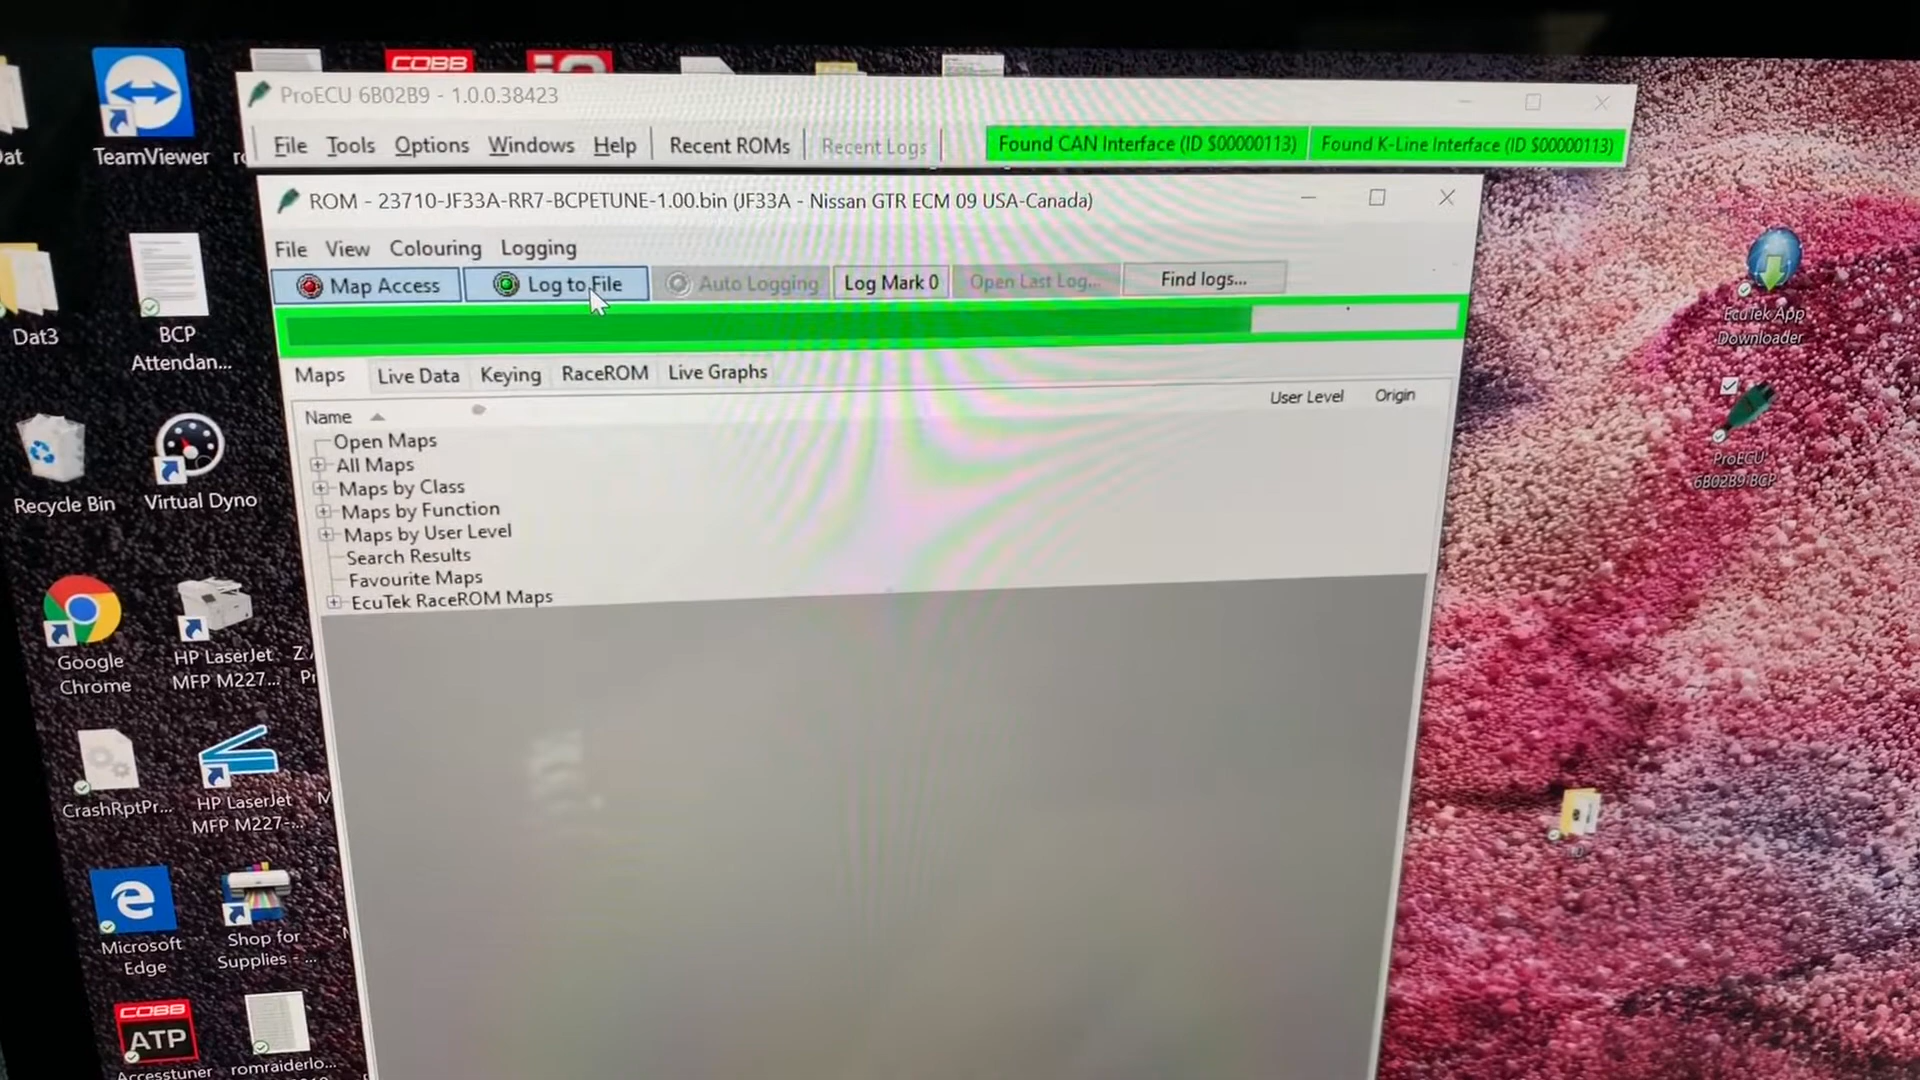 COBB
iQ
TeamViewer
ProECU 6B02B9 - 1.0.0.38423
File Tools Options Windows Help Recent ROMs Recent Logs Found CAN Interface (ID $00000113) Found K-Line Interface (ID $00000113)
ROM - 23710-JF33A-RR7-BCPETUNE-1.00.bin (JF33A - Nissan GTR ECM 09 USA-Canada)
File View Colouring Logging
Map Access Log to File Auto Logging Log Mark 0 Open Last Log... Find logs...
Maps Live Data Keying RaceROM Live Graphs
Name User Level Origin
Open Maps
All Maps
Maps by Class
Maps by Function
Maps by User Level
Search Results
Favourite Maps
EcuTek RaceROM Maps
Dat3
BCP
Attendan...
Recycle Bin
Virtual Dyno
Google
Chrome
HP LaserJet
MFP M227...
CrashRptPr...
HP LaserJet
MFP M227-...
Microsoft
Edge
Shop for
Supplies - ...
COBB
ATP
Accesstuner
romraiderlo...
EcuTek App
Downloader
ProECU
6B02B9 BCP